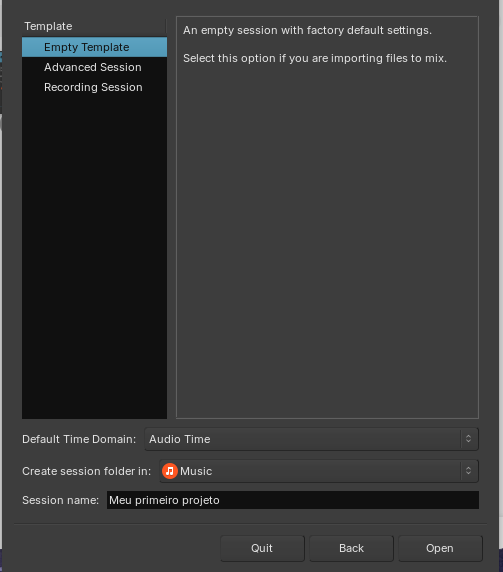 Template
Empty Template
Advanced Session
Recording Session
An empty session with factory default settings.
Select this option if you are importing files to mix.
Default Time Domain: Audio Time
Create session folder in: Music
Session name: Meu primeiro projeto
Quit Back Open